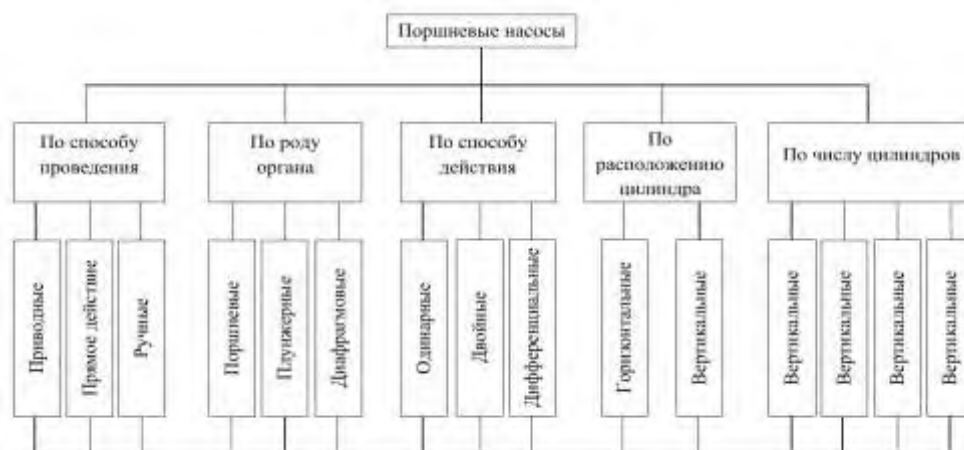 Поршневые насосы
По способу
проведения
По роду
органа
По способу
действия
По
расположению
цилиндра
По числу цилиндров
Приводные
Прямое действие
Ручные
Поршневые
Плунжерные
Диафрагмовые
Одинарные
Двойные
Дифференциальные
Горизонтальные
Вертикальные
Вертикальные
Вертикальные
Вертикальные
Вертикальные